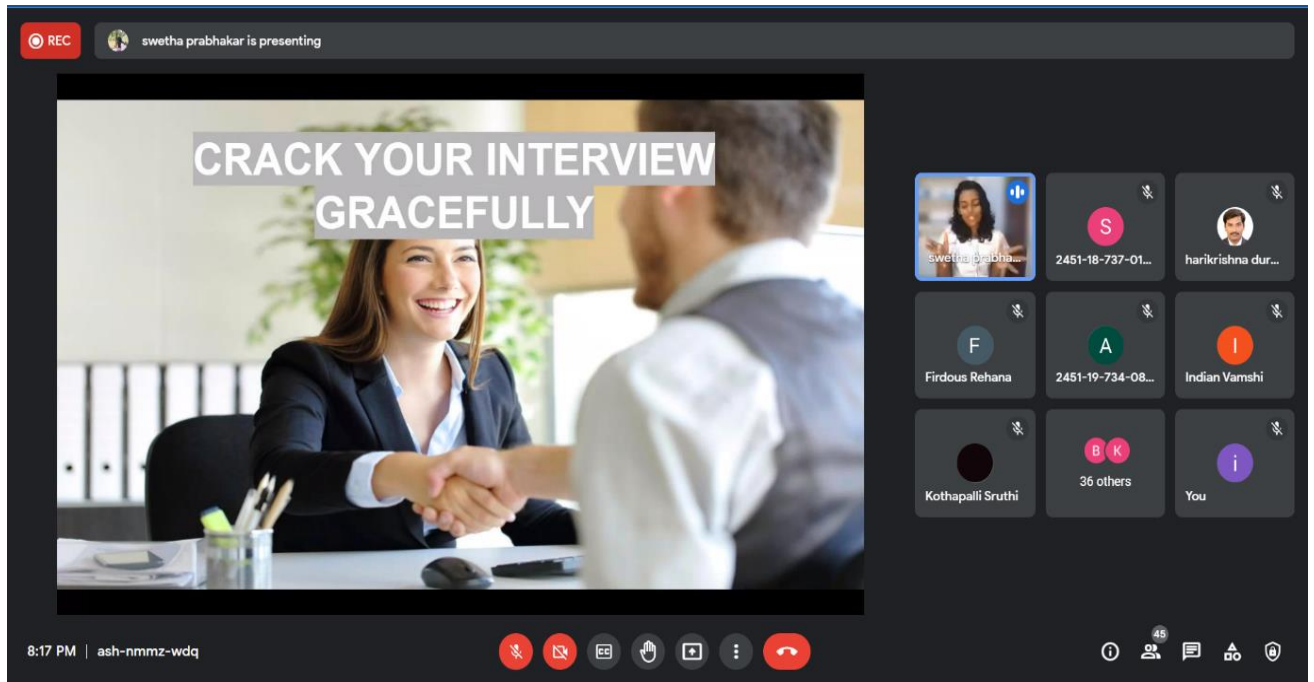 REC
swetha prabhakar is presenting
CRACK YOUR INTERVIEW
GRACEFULLY
swetha prabha...
S
2451-18-737-01...
harikrishna dur...
F
Firdous Rehana
A
2451-19-734-08...
I
Indian Vamshi
Kothapalli Sruthi
B K
36 others
i
You
8:17 PM | ash-nmmz-wdq
CC
45